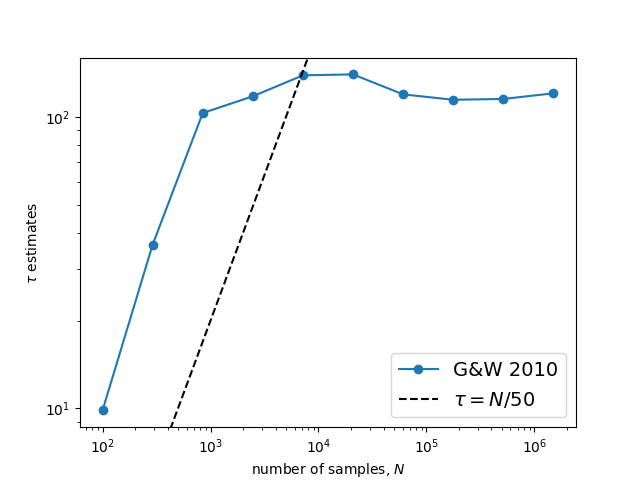 10²
10¹
τ estimates
10²
10³
10⁴
10⁵
10⁶
number of samples, N
G&W 2010
τ = N/50